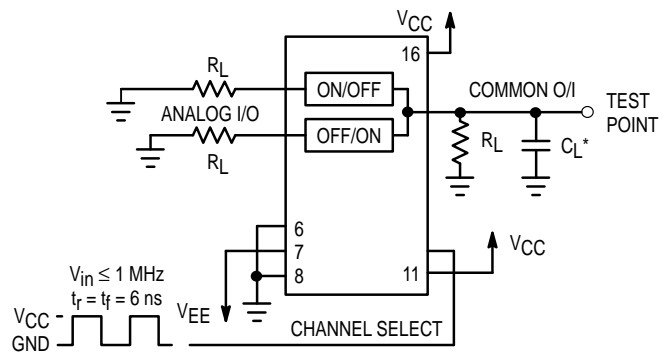 VCC
16
RL
ON/OFF
COMMON O/I
TEST
POINT
ANALOG I/O
OFF/ON
RL
RL
CL*
6
7
8
11
VCC
Vin ≤ 1 MHz
tr = tf = 6 ns
VEE
VCC
GND
CHANNEL SELECT